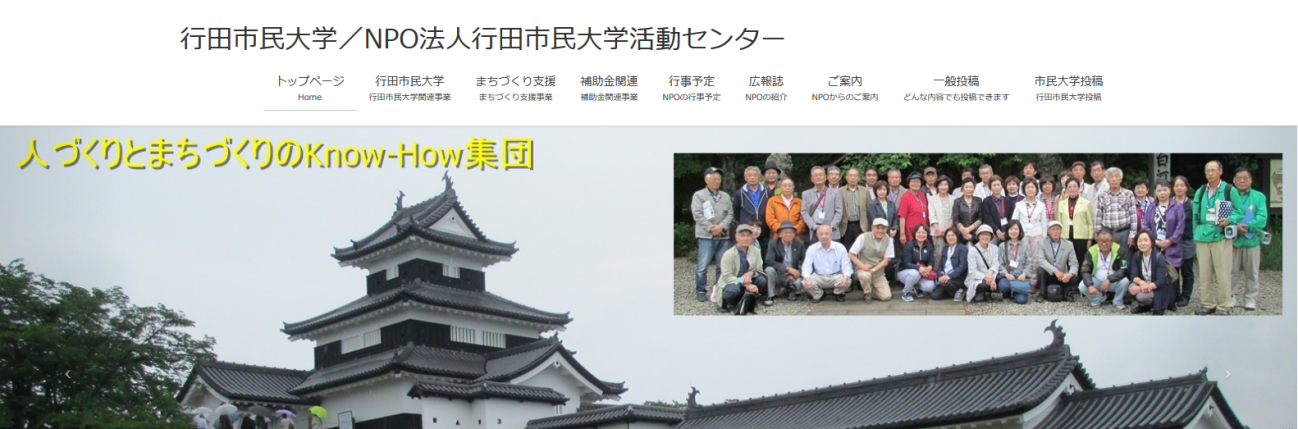 行田市民大学／NPO法人行田市民大学活動センター
トップページ 行田市民大学 まちづくり支援 補助金関連 行事予定 広報誌 ご案内 一般投稿 市民大学投稿
Home 行田市民大学関連事業 まちづくり支援事業 補助金関連事業 NPOの行事予定 NPOの紹介 NPOからのご案内 どんな内容でも投稿できます 行田市民大学投稿
人づくりとまちづくりのKnow-How集団